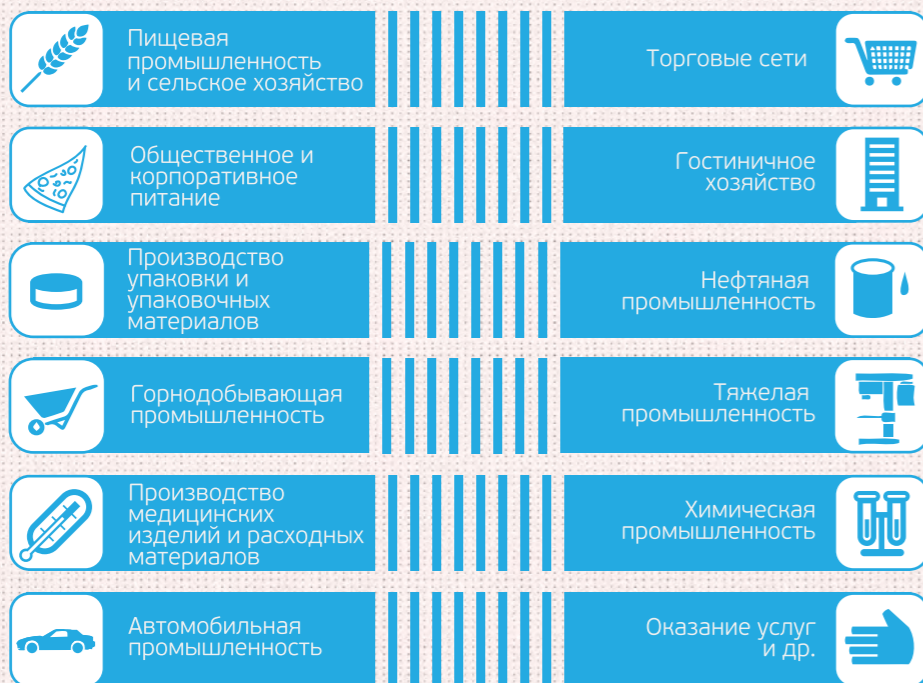 Пищевая
промышленность
и сельское хозяйство
Торговые сети
Общественное и
корпоративное
питание
Гостиничное
хозяйство
Производство
упаковки и
упаковочных
материалов
Нефтяная
промышленность
Горнодобывающая
промышленность
Тяжелая
промышленность
Производство
медицинских
изделий и расходных
материалов
Химическая
промышленность
Автомобильная
промышленность
Оказание услуг
и др.